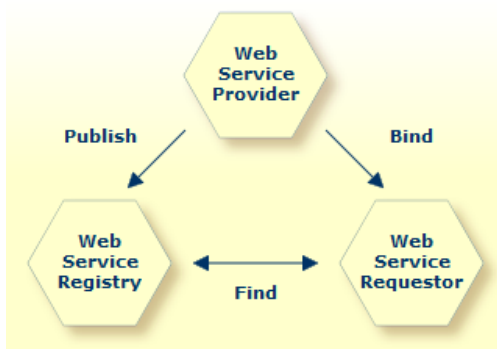 Web
Service
Provider
Publish
Bind
Web
Service
Registry
Find
Web
Service
Requestor